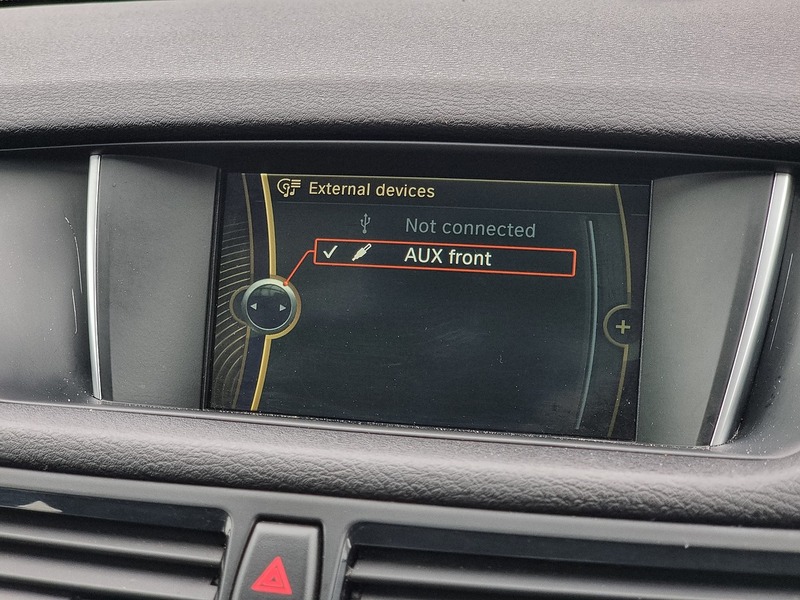 External devices
Not connected
AUX front